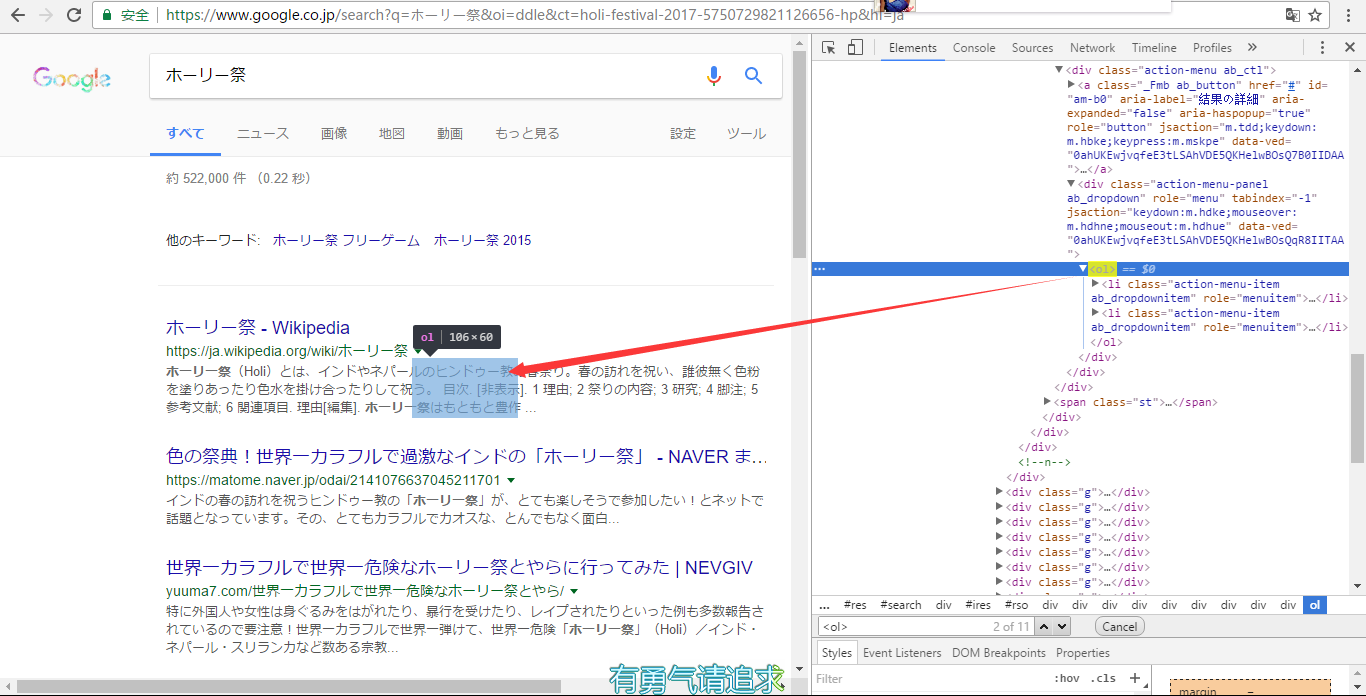 安全 https://www.google.co.jp/search?q=ホーリー祭&oi=ddle&ct=holi-festival-2017-5750729821126656-hp&hl=ja
Google
ホーリー祭
すべて ニュース 画像 地図 動画 もっと見る 設定 ツール
約 522,000 件 （0.22 秒）
他のキーワード: ホーリー祭 フリーゲーム ホーリー祭 2015
ホーリー祭 - Wikipedia
ol 106×60
https://ja.wikipedia.org/wiki/ホーリー祭
ホーリー祭（Holi）とは、インドやネパールのヒンドゥー教の春祭り。春の訪れを祝い、誰彼無く色粉
を塗りあったり色水を掛け合ったりして祝う。 目次. [非表示]. 1 理由; 2 祭りの内容; 3 研究; 4 脚注; 5
参考文献; 6 関連項目. 理由[編集]. ホーリー祭はもともと豊作 ...
色の祭典！世界一カラフルで過激なインドの「ホーリー祭」 - NAVER ま...
https://matome.naver.jp/odai/2141076637045211701
インドの春の訪れを祝うヒンドゥー教の「ホーリー祭」が、とても楽しそうで参加したい！とネットで
話題となっています。その、とてもカラフルでカオスな、とんでもなく面白...
世界一カラフルで世界一危険なホーリー祭とやらに行ってみた | NEVGIV
yuuma7.com/世界一カラフルで世界一危険なホーリー祭とやら/
特に外国人や女性は身ぐるみをはがれたり、暴行を受けたり、レイプされたりといった例も多数報告さ
れているので要注意！世界一カラフルで世界一弾けて、世界一危険「ホーリー祭」（Holi）／インド・
ネパール・スリランカなど数ある宗教...
有勇气请追求
Elements Console Sources Network Timeline Profiles »
<div class="action-menu ab_ctl">
<a class="_Fmb ab_button" href="#" id=
"am-b0" aria-label="結果の詳細" aria-
expanded="false" aria-haspopup="true"
role="button" jsaction="m.tdd;keydown:
m.hbke;keypress:m.mskpe" data-ved=
"0ahUKEwjvqfeE3tLSAhVDE5QKHelwBOsQ7B0IIDAA
">…</a>
<div class="action-menu-panel
ab_dropdown" role="menu" tabindex="-1"
jsaction="keydown:m.hdke;mouseover:
m.hdhne;mouseout:m.hdhue" data-ved=
"0ahUKEwjvqfeE3tLSAhVDE5QKHelwBOsQqR8IITAA
">
… <ol> == $0
<li class="action-menu-item
ab_dropdownitem" role="menuitem">…</li>
<li class="action-menu-item
ab_dropdownitem" role="menuitem">…</li>
</ol>
</div>
</div>
</div>
<span class="st">…</span>
</div>
</div>
</div>
<!--n-->
</div>
<div class="g">…</div>
<div class="g">…</div>
<div class="g">…</div>
<div class="g">…</div>
<div class="g">…</div>
<div class="g">…</div>
<div class="g">…</div>
... #res #search div #ires #rso div div div div div div div div div ol
<ol> 2 of 11 Cancel
Styles Event Listeners DOM Breakpoints Properties
Filter :hov .cls +
margin –